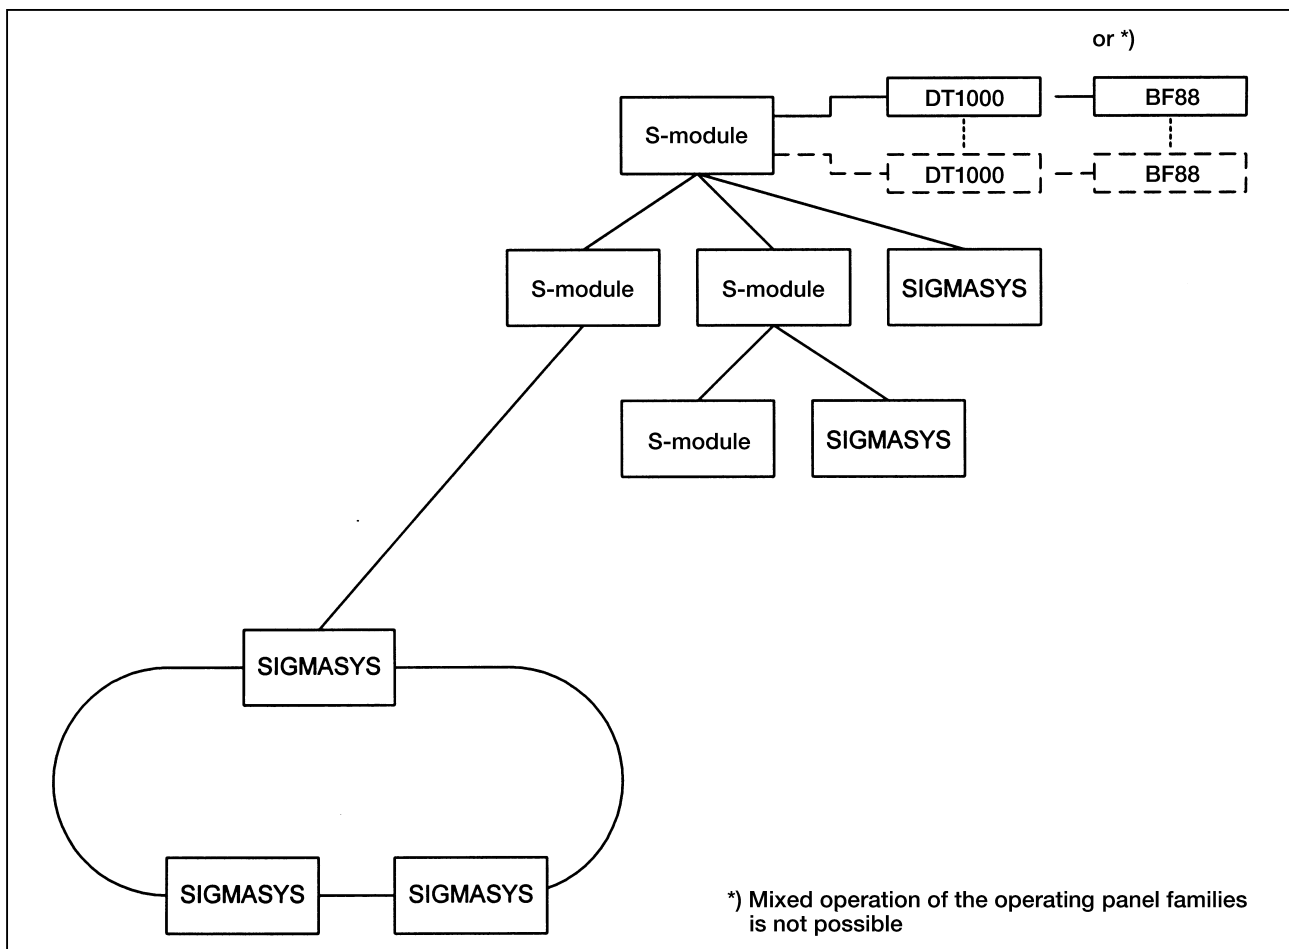 or *)
DT1000
BF88
S-module
DT1000
BF88
S-module
S-module
SIGMASYS
S-module
SIGMASYS
SIGMASYS
SIGMASYS
SIGMASYS
*) Mixed operation of the operating panel families
is not possible